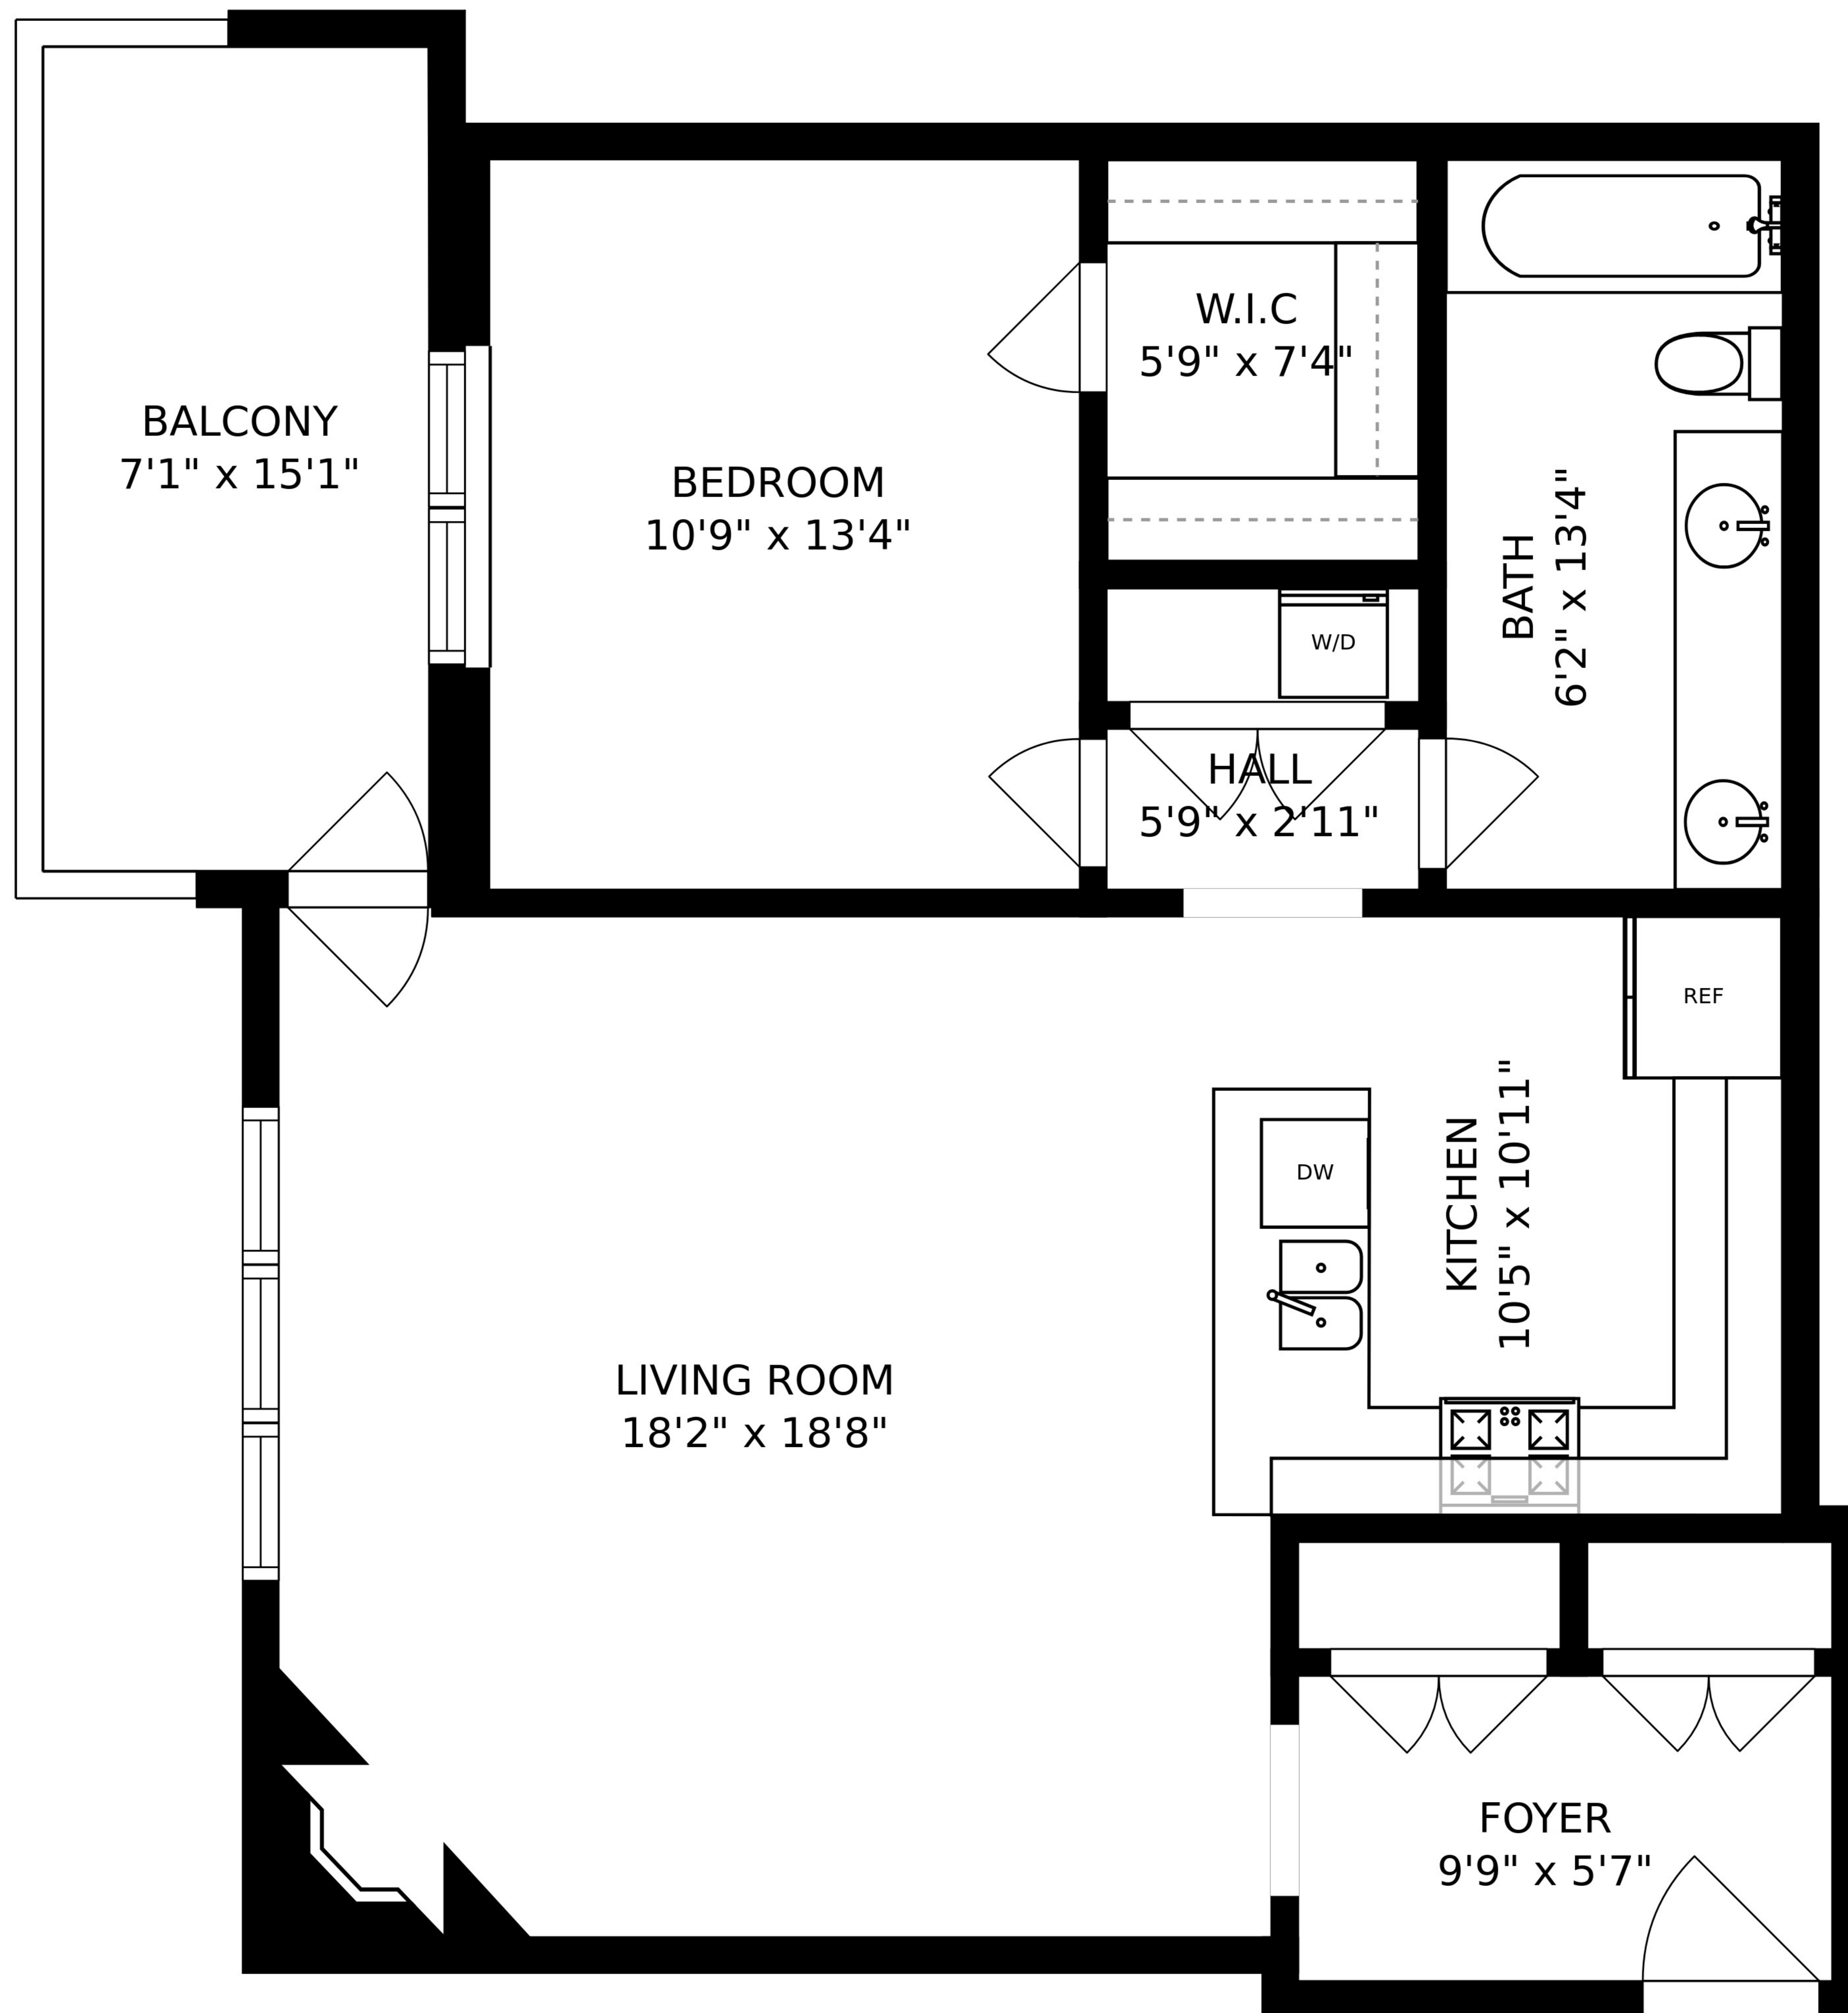 W.I.C
5'9" x 7'4"
BALCONY
7'1" x 15'1"
BEDROOM
10'9" x 13'4"
BATH
6'2" x 13'4"
W/D
HALL
5'9" x 2'11"
REF
DW
KITCHEN
10'5" x 10'11"
LIVING ROOM
18'2" x 18'8"
FOYER
9'9" x 5'7"